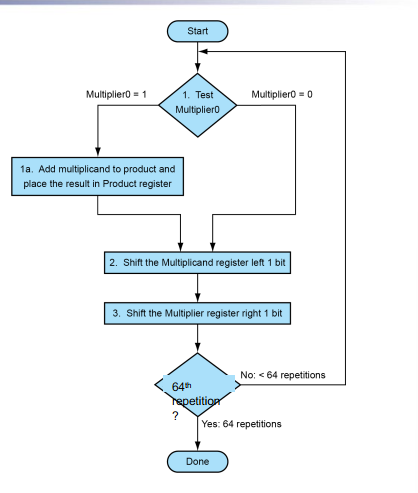 Start
Multiplier0 = 1
1. Test
Multiplier0
Multiplier0 = 0
1a. Add multiplicand to product and
place the result in Product register
2. Shift the Multiplicand register left 1 bit
3. Shift the Multiplier register right 1 bit
64th
repetition
?
No: < 64 repetitions
Yes: 64 repetitions
Done